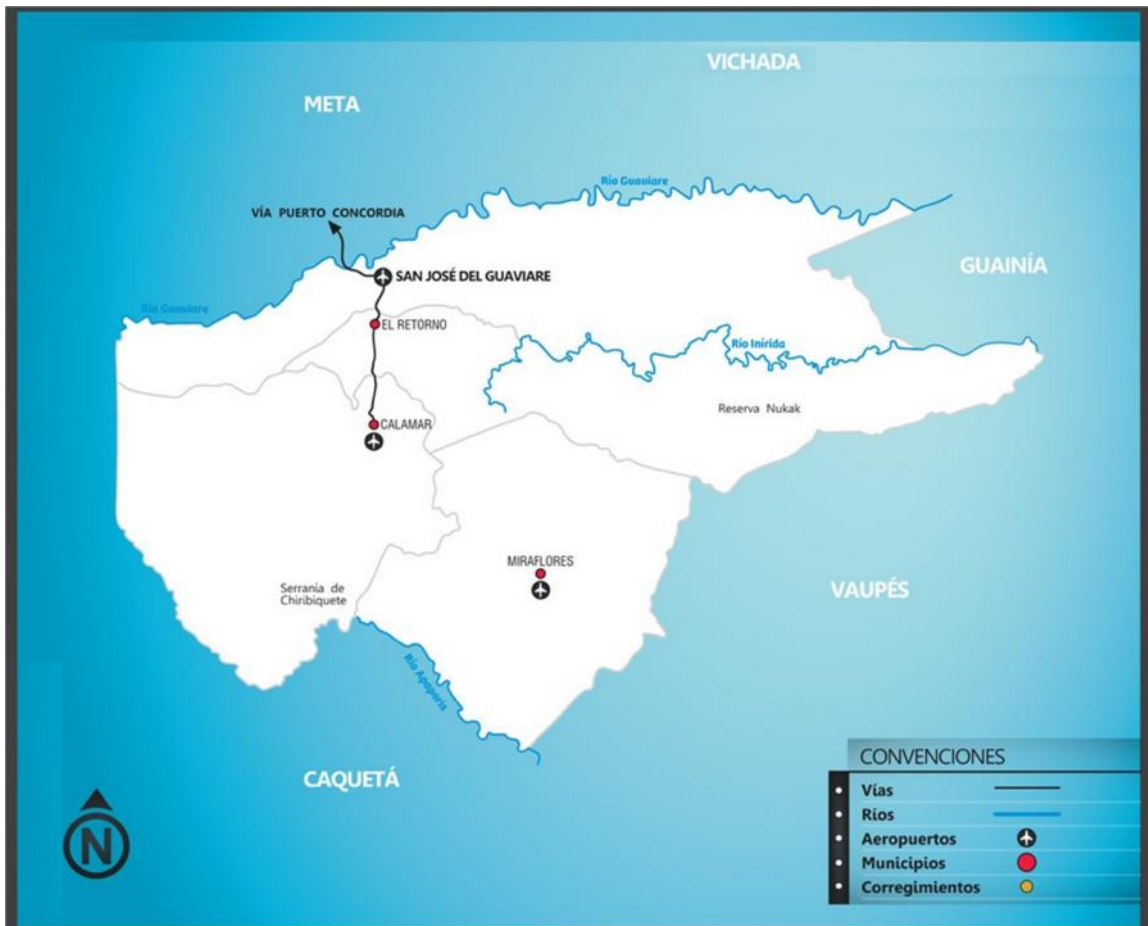 VICHADA
META
Río Guaviare
VÍA PUERTO CONCORDIA
GUAINÍA
SAN JOSÉ DEL GUAVIARE
Río Guaviare
EL RETORNO
Río Inírida
Reserva Nukak
CALAMAR
MIRAFLORES
Serranía de
Chiribiquete
VAUPÉS
Río Apaporis
CAQUETÁ
CONVENCIONES
Vías
Ríos
Aeropuertos
Municipios
Corregimientos
N